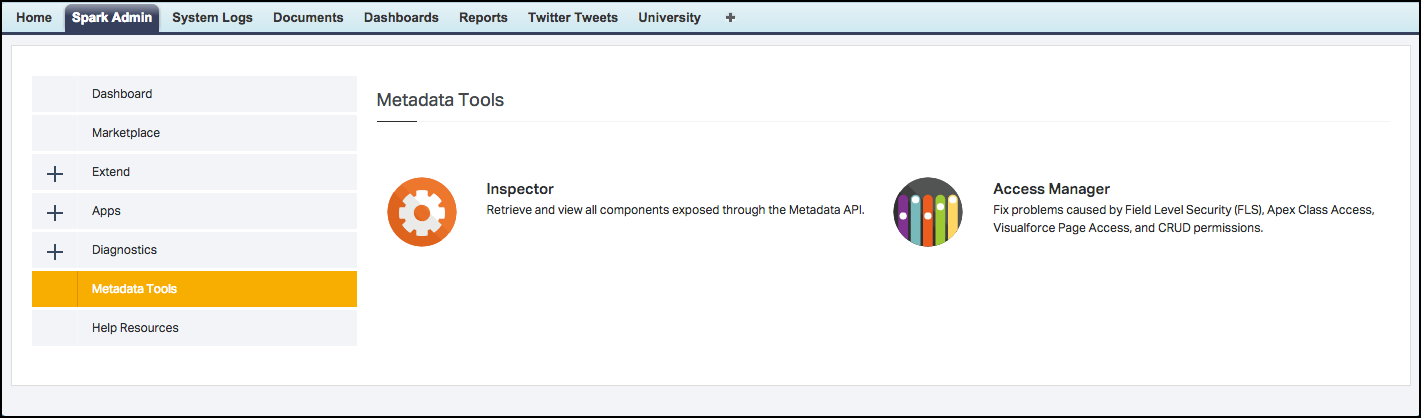 Home Spark Admin System Logs Documents Dashboards Reports Twitter Tweets University +
Dashboard
Marketplace
Extend
Apps
Diagnostics
Metadata Tools
Help Resources
Metadata Tools
Inspector
Retrieve and view all components exposed through the Metadata API.
Access Manager
Fix problems caused by Field Level Security (FLS), Apex Class Access,
Visualforce Page Access, and CRUD permissions.